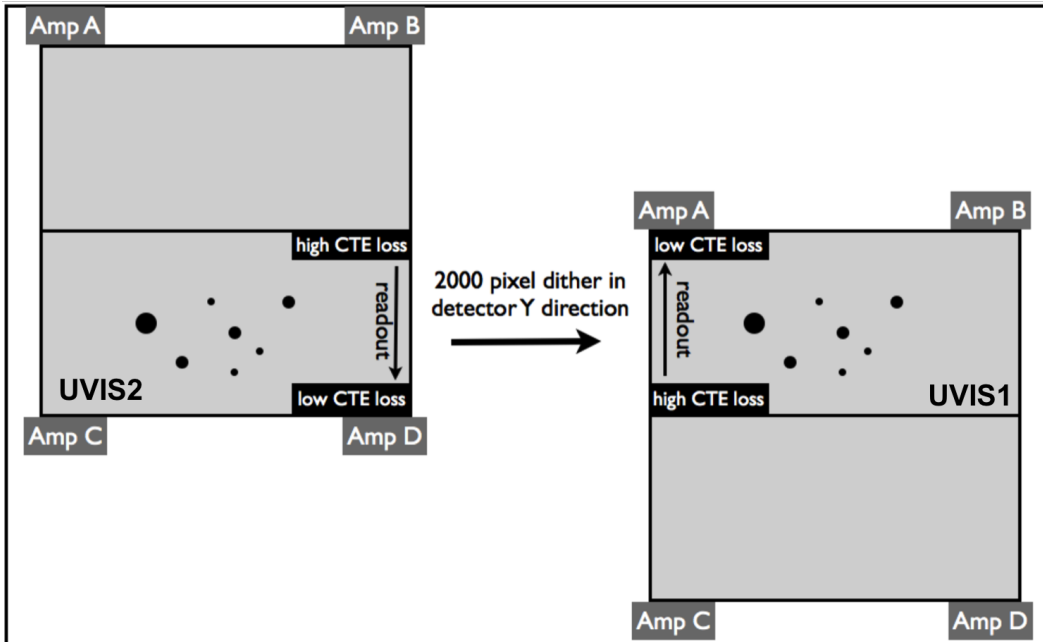 Amp A
Amp B
high CTE loss
readout
UVIS2
low CTE loss
Amp C
Amp D
2000 pixel dither in
detector Y direction
Amp A
Amp B
low CTE loss
readout
high CTE loss
UVIS1
Amp C
Amp D